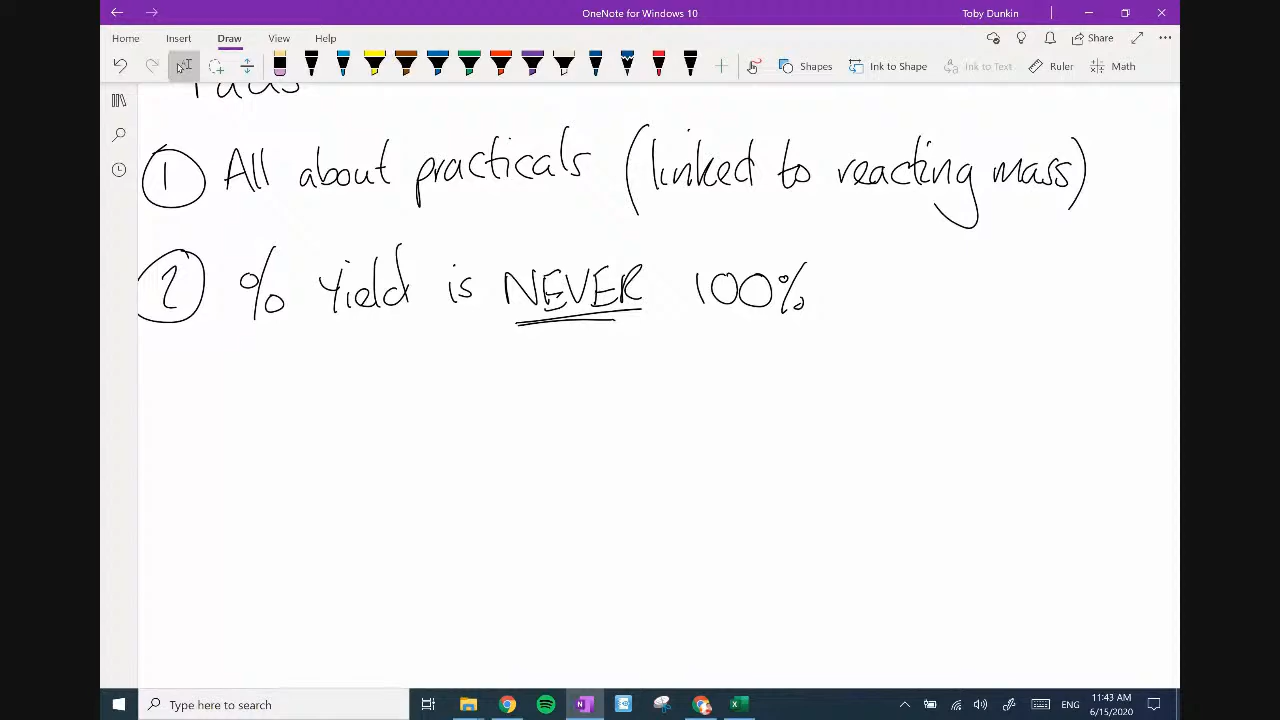 OneNote for Windows 10
Toby Dunkin
Home Insert Draw View Help
Share
Shapes Ink to Shape Ink to Text Ruler Math
① All about practicals (linked to reacting mass)
② % Yield is NEVER 100%
Type here to search
ENG
11:43 AM
6/15/2020